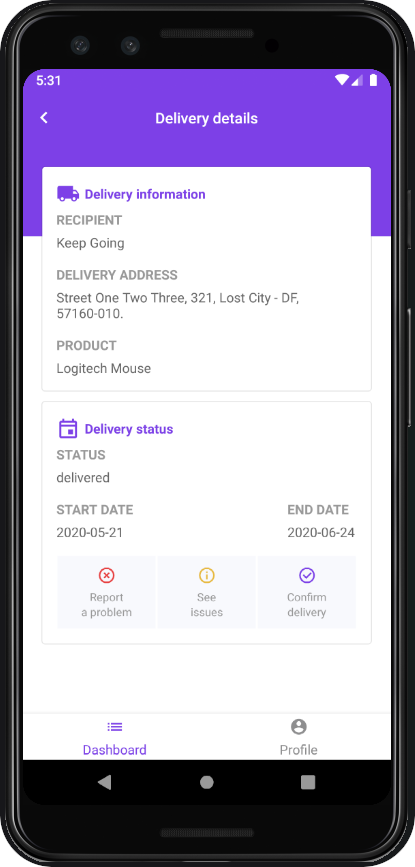 5:31
Delivery details
Delivery information
RECIPIENT
Keep Going
DELIVERY ADDRESS
Street One Two Three, 321, Lost City - DF,
57160-010.
PRODUCT
Logitech Mouse
Delivery status
STATUS
delivered
START DATE
END DATE
2020-05-21
2020-06-24
Report
a problem
See
issues
Confirm
delivery
Dashboard
Profile